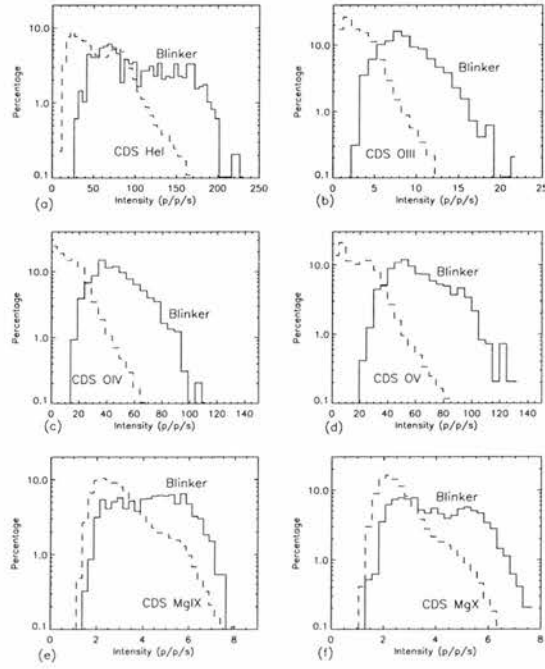 Percentage
10.0
1.0
0.1
Blinker
CDS HeI
0 50 100 150 200 250
(a)
Intensity (p/p/s)
Percentage
10.0
1.0
0.1
Blinker
CDS OIII
0 5 10 15 20 25
(b)
Intensity (p/p/s)
Percentage
10.0
1.0
0.1
Blinker
CDS OIV
0 20 40 60 80 100 120 140
(c)
Intensity (p/p/s)
Percentage
10.0
1.0
0.1
Blinker
CDS OV
0 20 40 60 80 100 120 140
(d)
Intensity (p/p/s)
Percentage
10.0
1.0
0.1
Blinker
CDS MgIX
0 2 4 6 8
(e)
Intensity (p/p/s)
Percentage
10.0
1.0
0.1
Blinker
CDS MgX
0 2 4 6 8
(f)
Intensity (p/p/s)